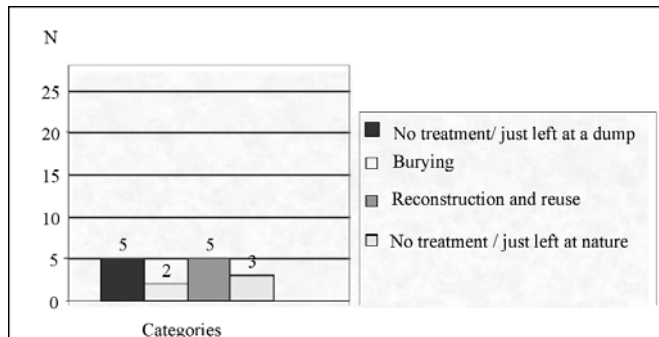 N
25
20
15
10
5
0
5
2
5
3
Categories
No treatment/ just left at a dump
Burying
Reconstruction and reuse
No treatment / just left at nature